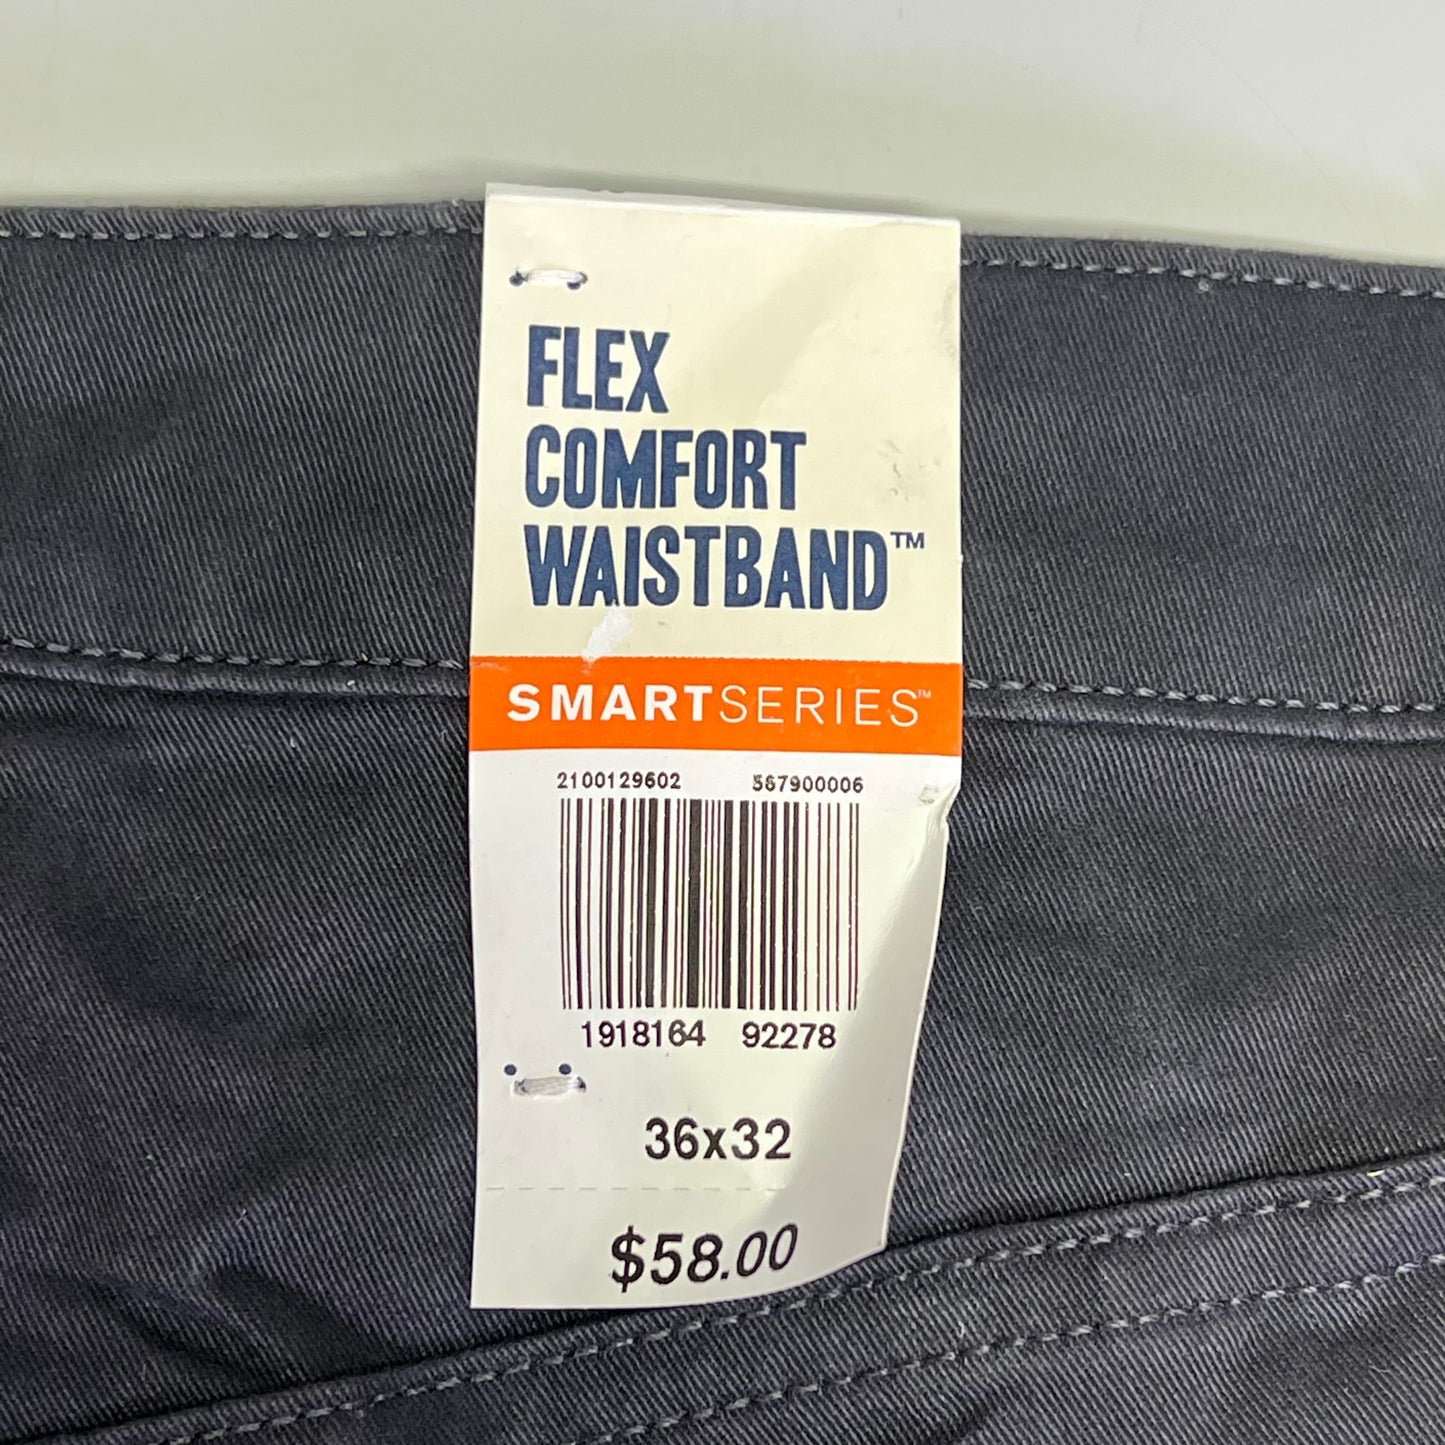 FLEX
COMFORT
WAISTBAND™
SMARTSERIES™
2100129602 567900006
1918164 92278
36x32
$58.00